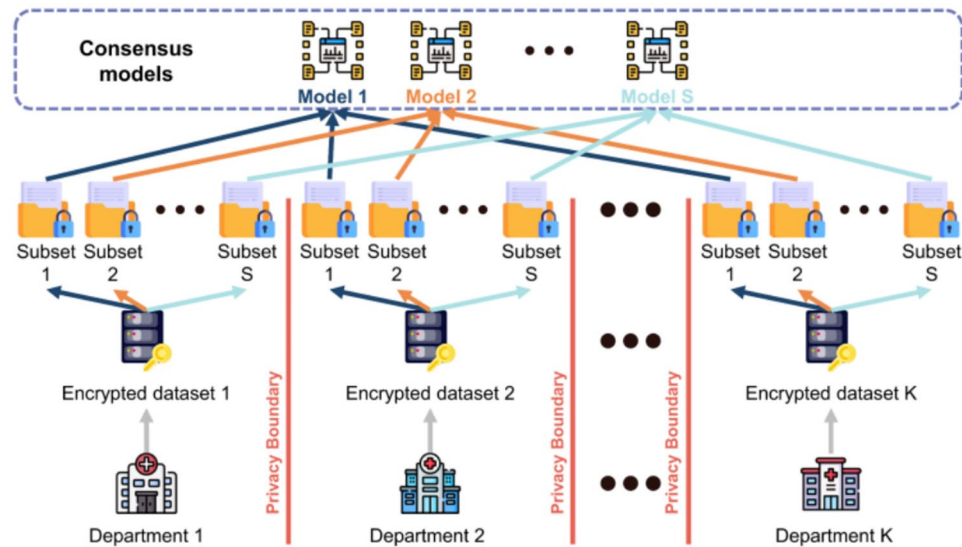 Consensus
models
Model 1
Model 2
Model S
Subset
1
Subset
2
Subset
S
Subset
1
Subset
2
Subset
S
Subset
1
Subset
2
Subset
S
Encrypted dataset 1
Encrypted dataset 2
Encrypted dataset K
Privacy Boundary
Privacy Boundary
Privacy Boundary
Department 1
Department 2
Department K